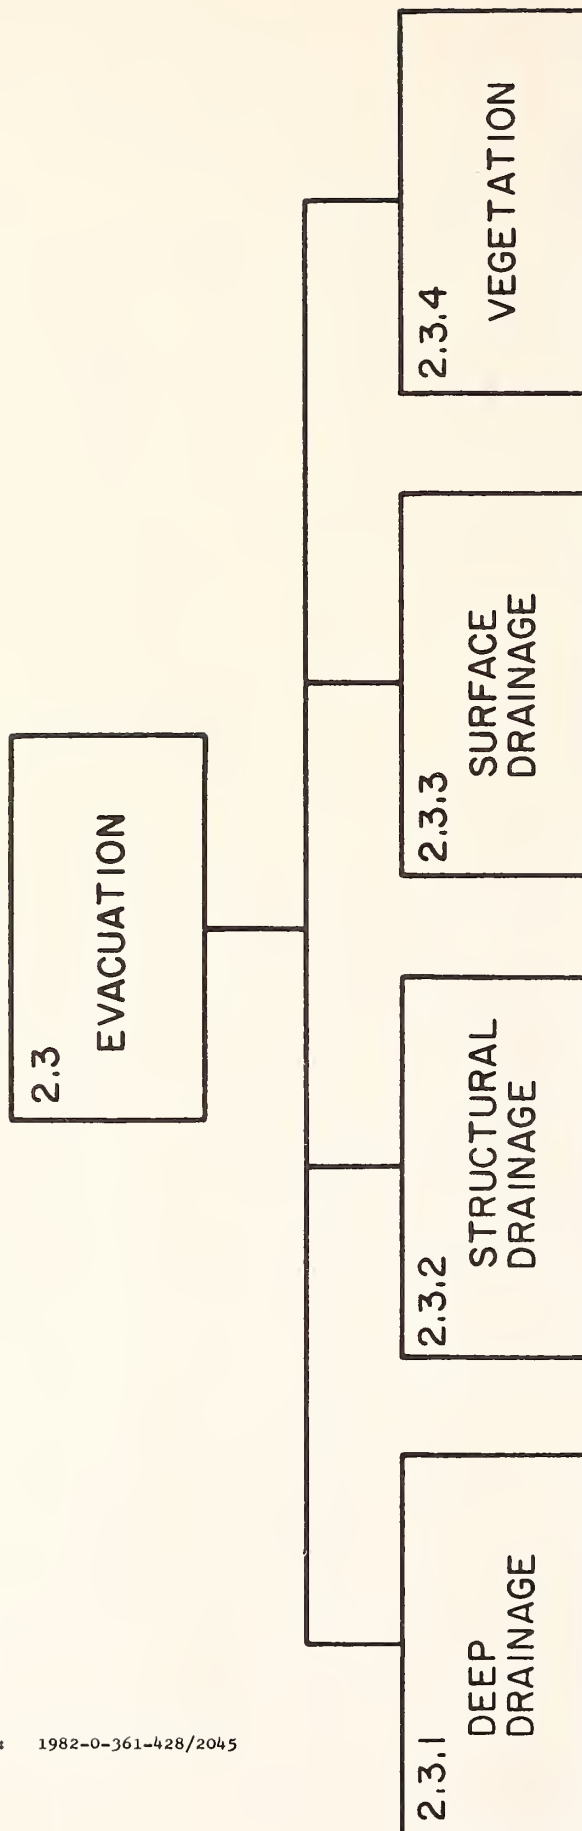 2.3
EVACUATION
2.3.1
DEEP
DRAINAGE
2.3.2
STRUCTURAL
DRAINAGE
2.3.3
SURFACE
DRAINAGE
2.3.4
VEGETATION
: 1982-0-361-428/2045